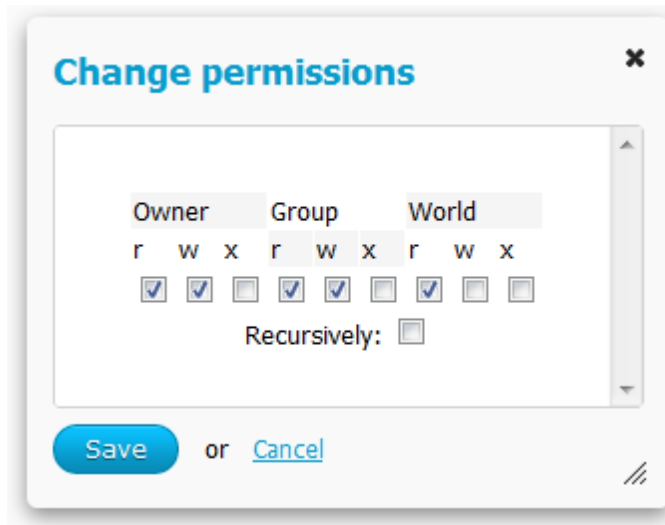 Change permissions
Owner Group World
r w x r w x r w x
Recursively:
Save or Cancel